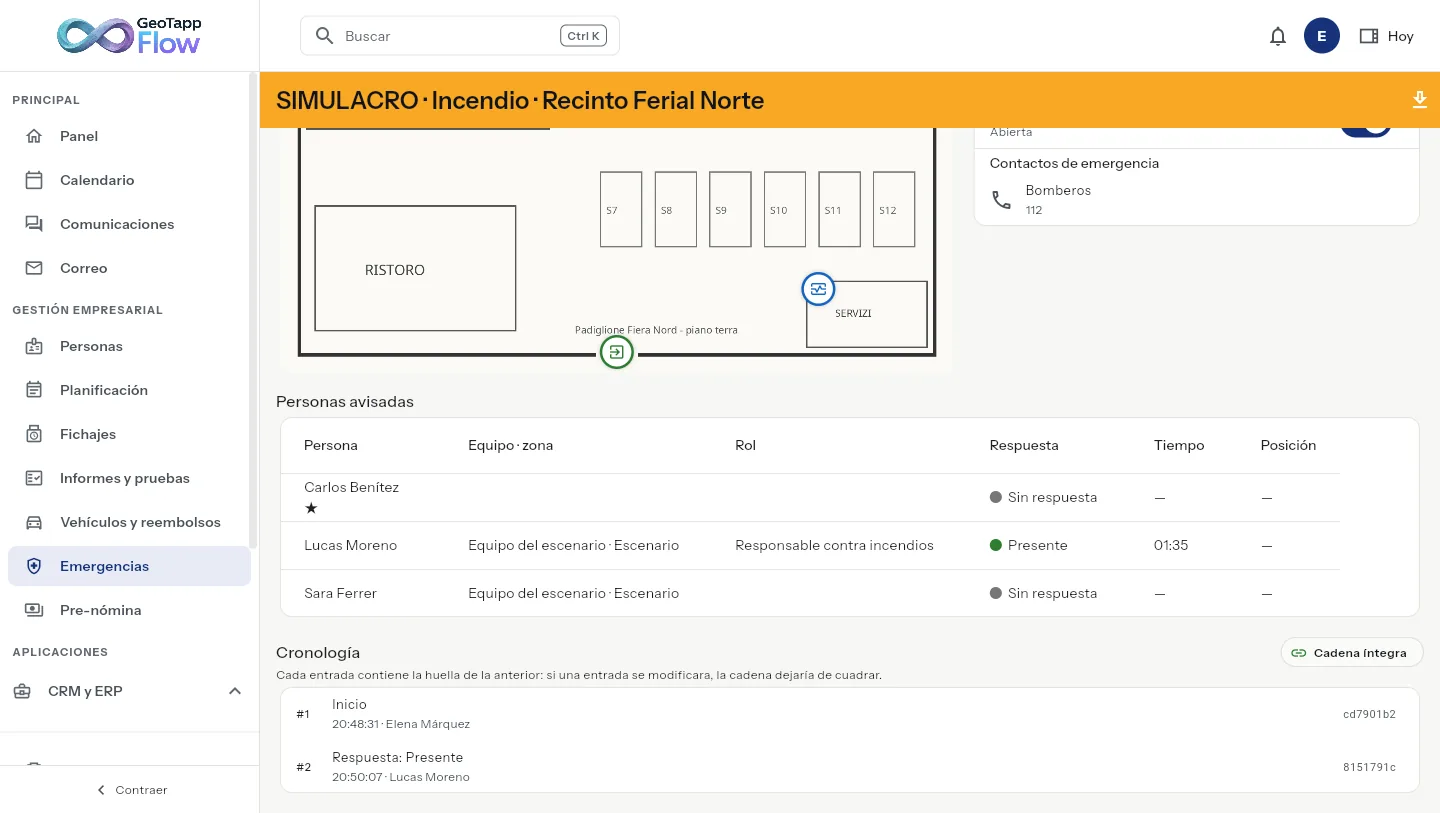 GeoTapp
Flow
Buscar
Ctrl K
E
Hoy
SIMULACRO · Incendio · Recinto Ferial Norte
PRINCIPAL
Panel
Calendario
Comunicaciones
Correo
GESTIÓN EMPRESARIAL
Personas
Planificación
Fichajes
Informes y pruebas
Vehículos y reembolsos
Emergencias
Pre-nómina
APLICACIONES
CRM y ERP
Contraer
S7
S8
S9
S10
S11
S12
RISTORO
SERVIZI
Padiglione Fiera Nord - piano terra
Abierta
Contactos de emergencia
Bomberos
112
Personas avisadas
Persona Equipo · zona Rol Respuesta Tiempo Posición
Carlos Benítez Sin respuesta — —
★
Lucas Moreno Equipo del escenario · Escenario Responsable contra incendios Presente 01:35 —
Sara Ferrer Equipo del escenario · Escenario Sin respuesta — —
Cronología
Cadena íntegra
Cada entrada contiene la huella de la anterior: si una entrada se modificara, la cadena dejaría de cuadrar.
#1 Inicio cd7901b2
20:48:31 · Elena Márquez
#2 Respuesta: Presente 8151791c
20:50:07 · Lucas Moreno